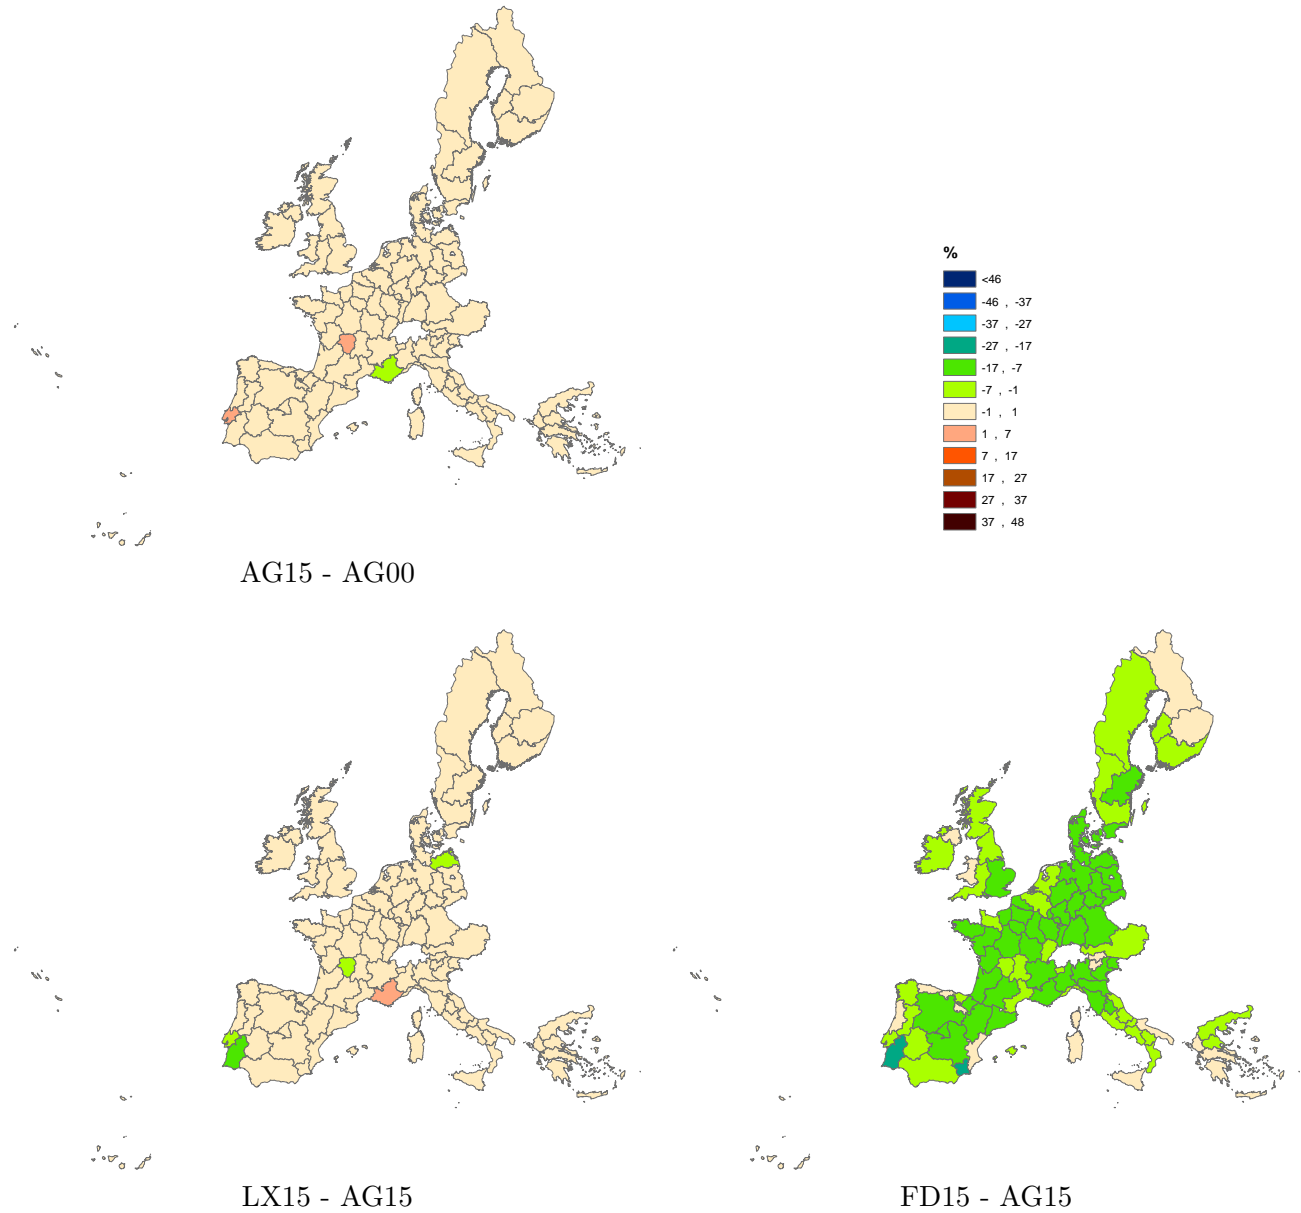 %
<46
-46 , -37
-37 , -27
-27 , -17
-17 , -7
-7 , -1
-1 , 1
1 , 7
7 , 17
17 , 27
27 , 37
37 , 48
AG15 - AG00
LX15 - AG15
FD15 - AG15